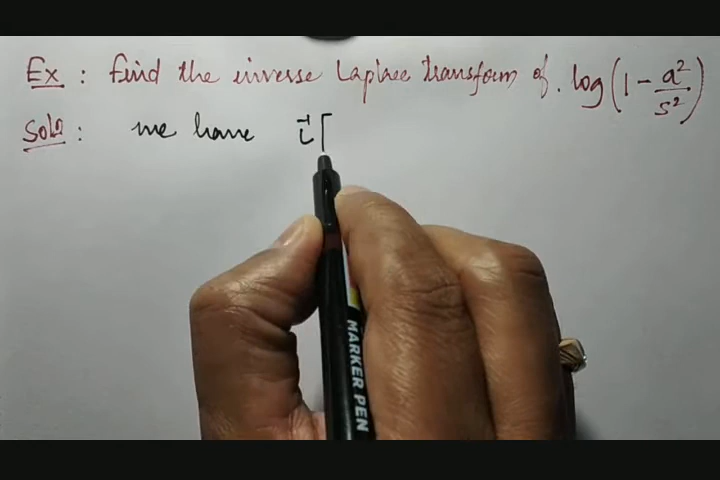 Ex : Find the inverse Laplace transform of . log(1 - a²/s²)
Soln : we have L⁻¹[
MARKER PEN